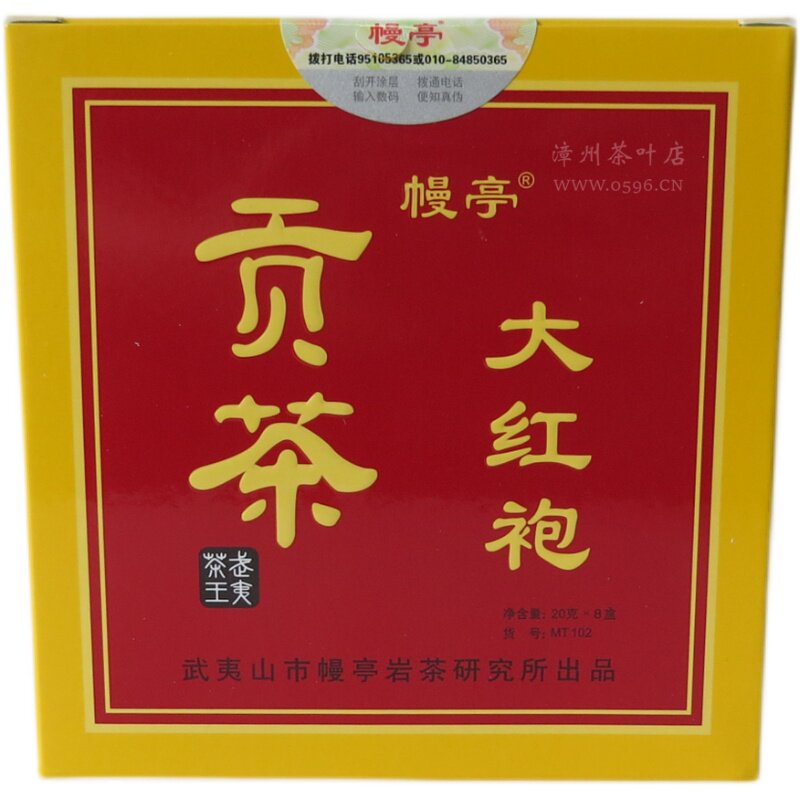 幔亭
拨打电话95105365或010-84850365
刮开涂层 拨通电话
输入数码 便知真伪
漳州茶叶店
WWW.0596.CN
幔亭®
贡茶
大红袍
武夷
茶王
净含量: 20克×8盒
货 号: MT102
武夷山市幔亭岩茶研究所出品